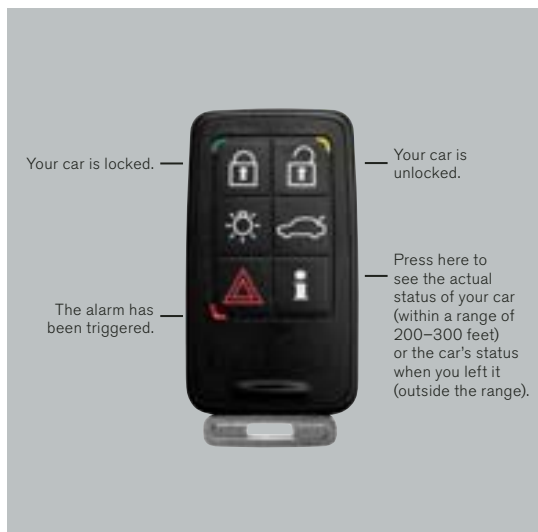 Your car is locked.
Your car is
unlocked.
The alarm has
been triggered.
Press here to
see the actual
status of your car
(within a range of
200–300 feet)
or the car's status
when you left it
(outside the range).